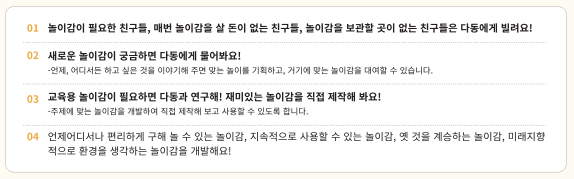 01 놀이감이 필요한 친구들, 매번 놀이감을 살 돈이 없는 친구들, 놀이감을 보관할 곳이 없는 친구들은 다동에게 빌려요!
02 새로운 놀이감이 궁금하면 다동에게 물어봐요!
-언제, 어디서든 하고 싶은 것을 이야기해 주면 맞는 놀이를 기획하고, 거기에 맞는 놀이감을 대여할 수 있습니다.
03 교육용 놀이감이 필요하면 다동과 연구해! 재미있는 놀이감을 직접 제작해 봐요!
-주제에 맞는 놀이감을 개발하여 직접 제작해 보고 사용할 수 있도록 합니다.
04 언제어디서나 편리하게 구해 놀 수 있는 놀이감, 지속적으로 사용할 수 있는 놀이감, 옛 것을 계승하는 놀이감, 미래지향
적으로 환경을 생각하는 놀이감을 개발해요!